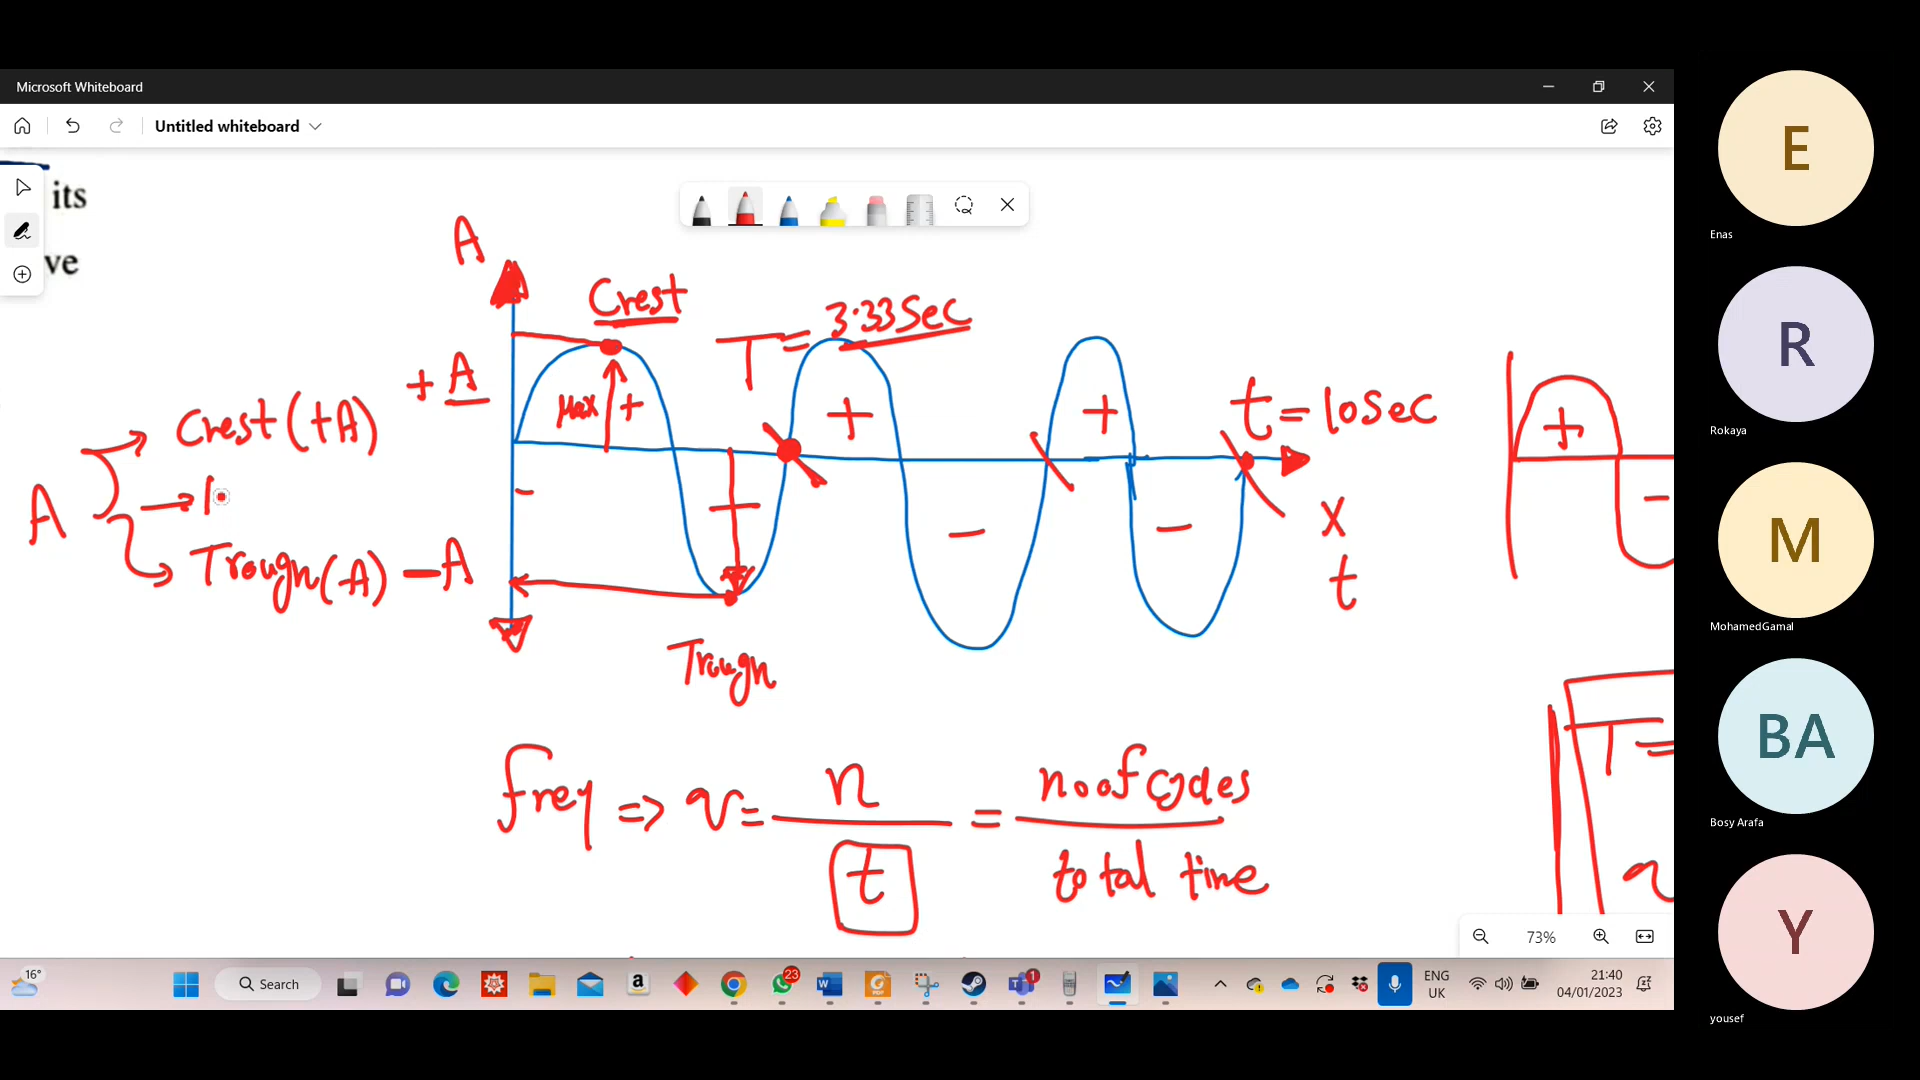 Microsoft Whiteboard
Untitled whiteboard
its
ve
A
Crest
T = 3.33 Sec
+ A
Max +
+
+
t = 10 Sec
+
Crest (+A)
A
-
+
-
-
-
x
t
Trough (-A) - A
Trough
T =
freq => ν = n / t = no of cycles / total time
ν
73%
16°
Search
23
1
ENG
UK
21:40
04/01/2023
E
Enas
R
Rokaya
M
MohamedGamal
BA
Bosy Arafa
Y
yousef